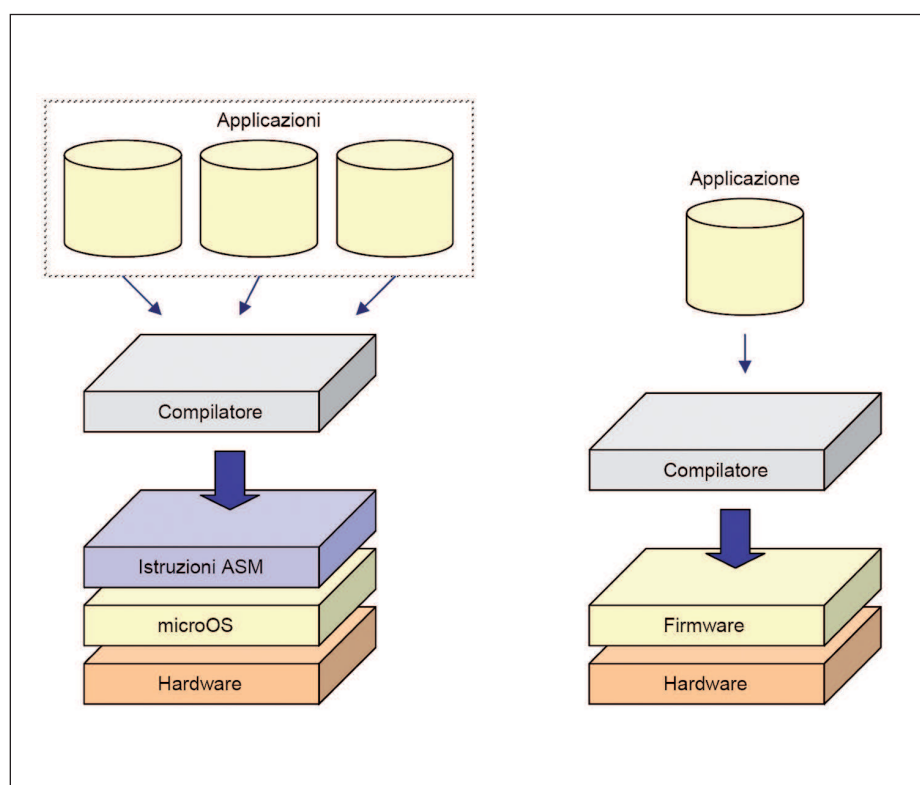 Applicazioni
Compilatore
Istruzioni ASM
microOS
Hardware
Applicazione
Compilatore
Firmware
Hardware